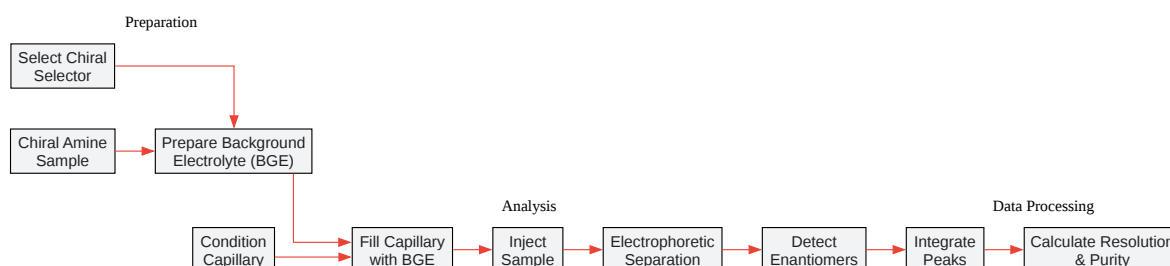 Preparation
Select Chiral
Selector
Chiral Amine
Sample
Prepare Background
Electrolyte (BGE)
Analysis
Data Processing
Condition
Capillary
Fill Capillary
with BGE
Inject
Sample
Electrophoretic
Separation
Detect
Enantiomers
Integrate
Peaks
Calculate Resolution
& Purity